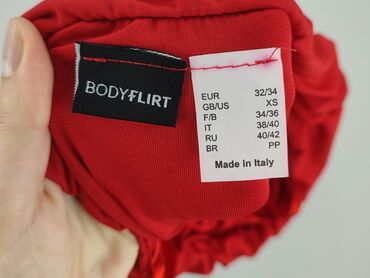 BODYFLIRT
EUR 32/34
GB/US XS
F/B 34/36
IT 38/40
RU 40/42
BR PP
Made in Italy